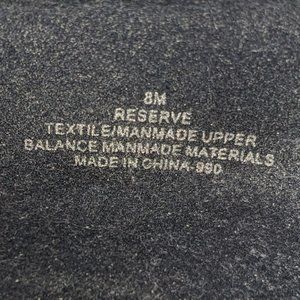 8M
RESERVE
TEXTILE/MANMADE UPPER
BALANCE MANMADE MATERIALS
MADE IN CHINA-990